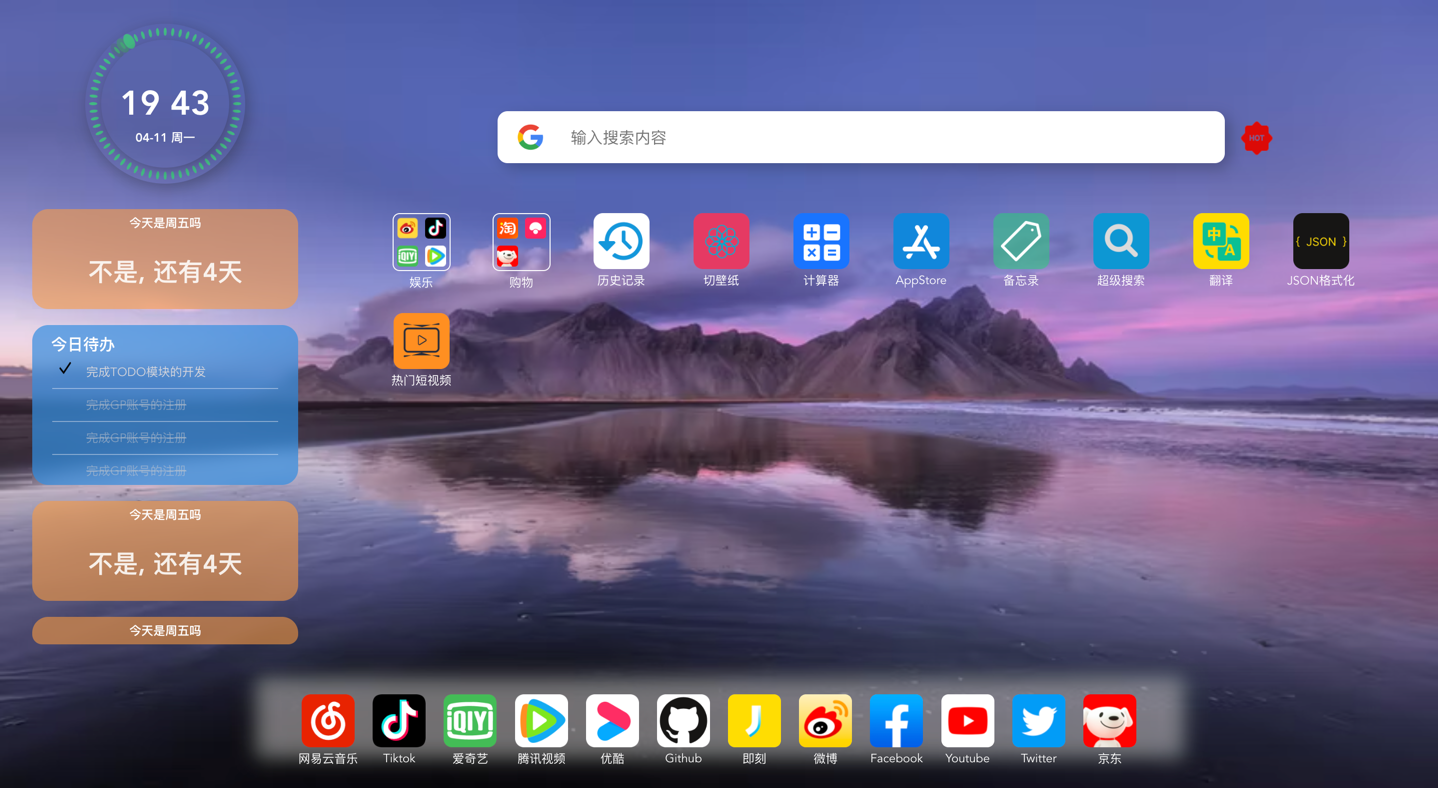 19 43
04-11 周一
输入搜索内容
HOT
今天是周五吗
不是, 还有4天
今日待办
完成TODO模块的开发
完成GP账号的注册
完成GP账号的注册
完成GP账号的注册
今天是周五吗
不是, 还有4天
今天是周五吗
淘
iQIYI
娱乐
购物
历史记录
切壁纸
计算器
AppStore
备忘录
超级搜索
中
A
翻译
{ JSON }
JSON格式化
热门短视频
iQIYI
网易云音乐
Tiktok
爱奇艺
腾讯视频
优酷
Github
即刻
微博
Facebook
Youtube
Twitter
京东